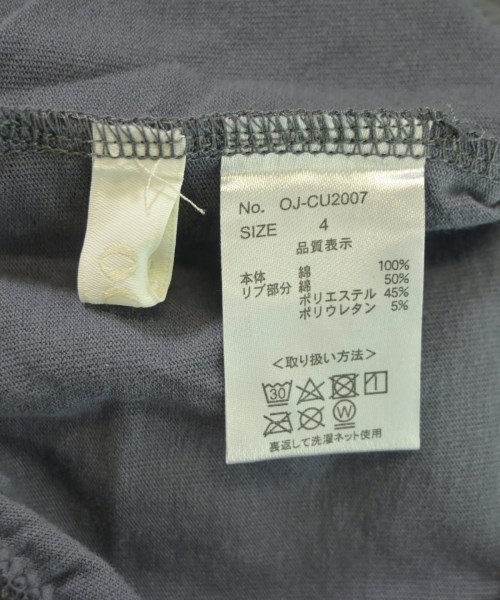 No. OJ-CU2007
SIZE 4
品質表示
本体 綿 100%
リブ部分 綿 50%
ポリエステル 45%
ポリウレタン 5%
<取り扱い方法>
30
W
裏返して洗濯ネット使用